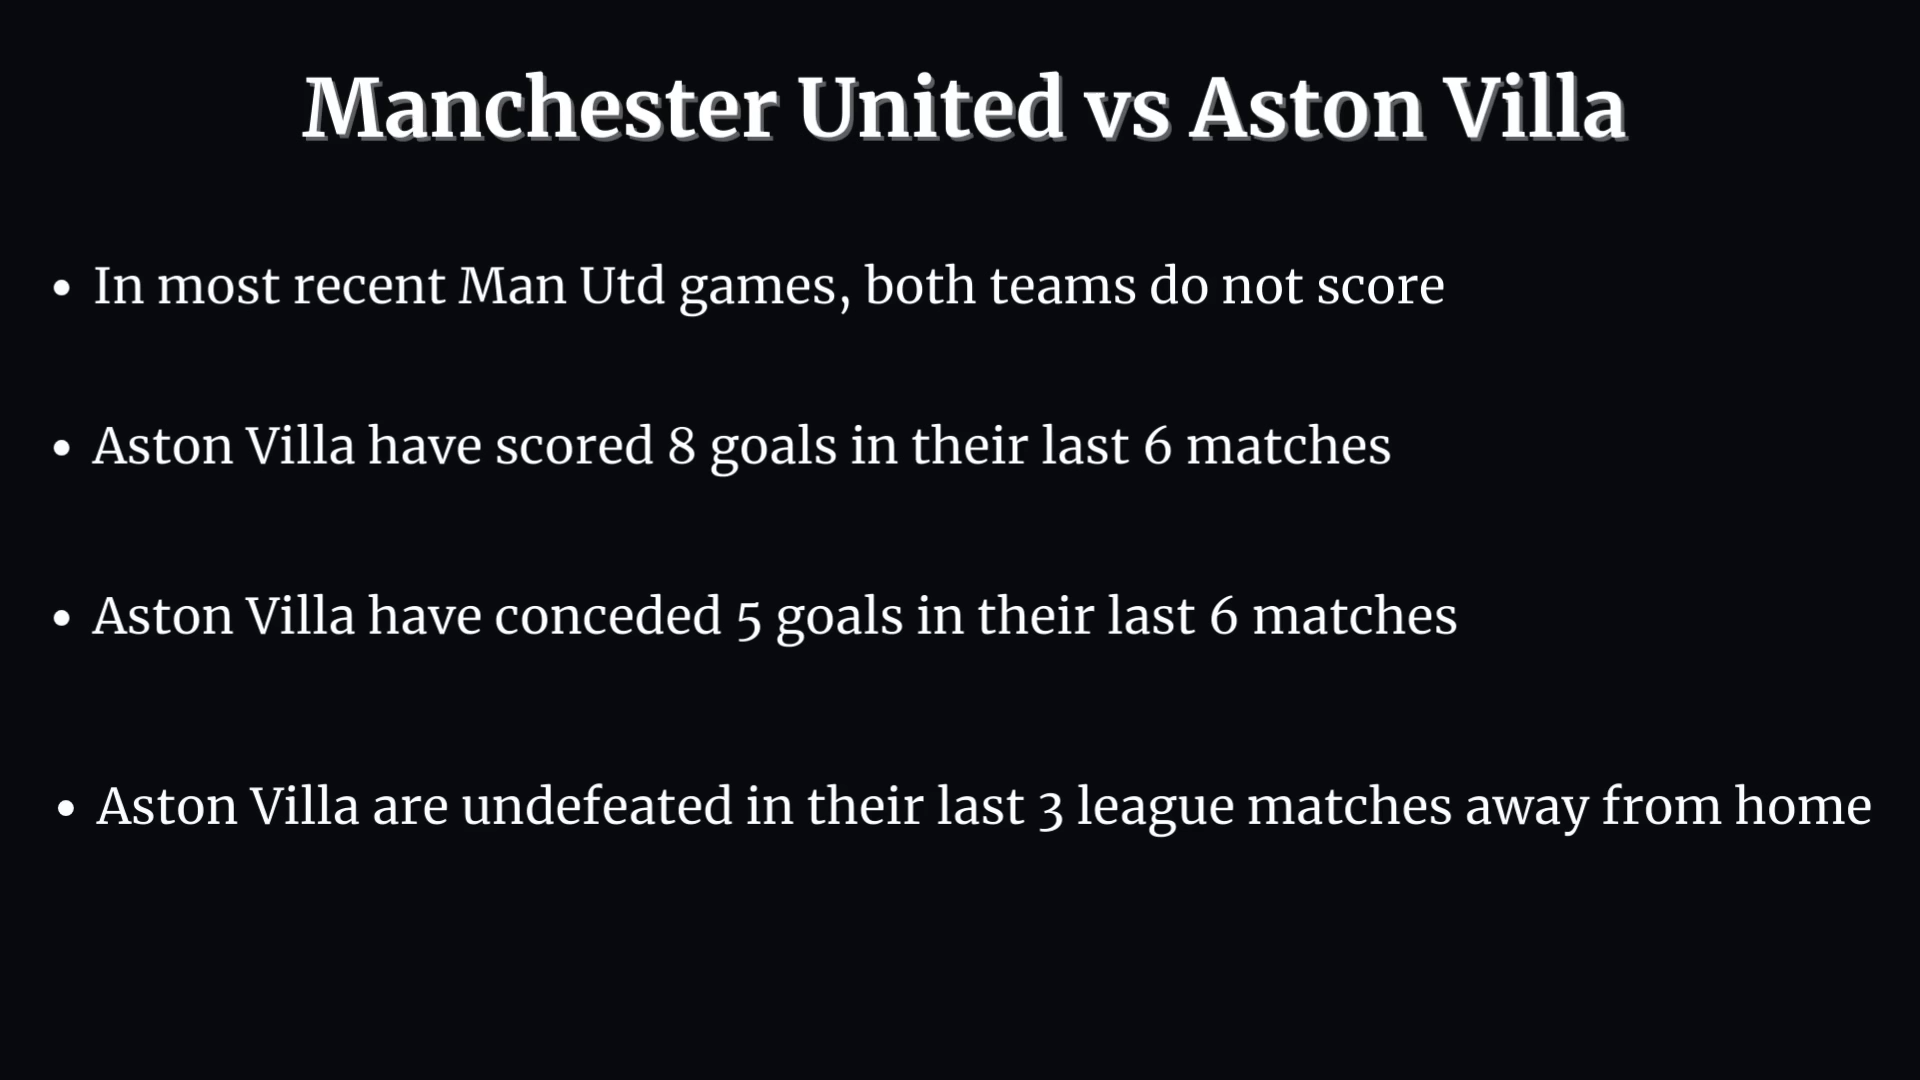 Manchester United vs Aston Villa
• In most recent Man Utd games, both teams do not score
• Aston Villa have scored 8 goals in their last 6 matches
• Aston Villa have conceded 5 goals in their last 6 matches
• Aston Villa are undefeated in their last 3 league matches away from home